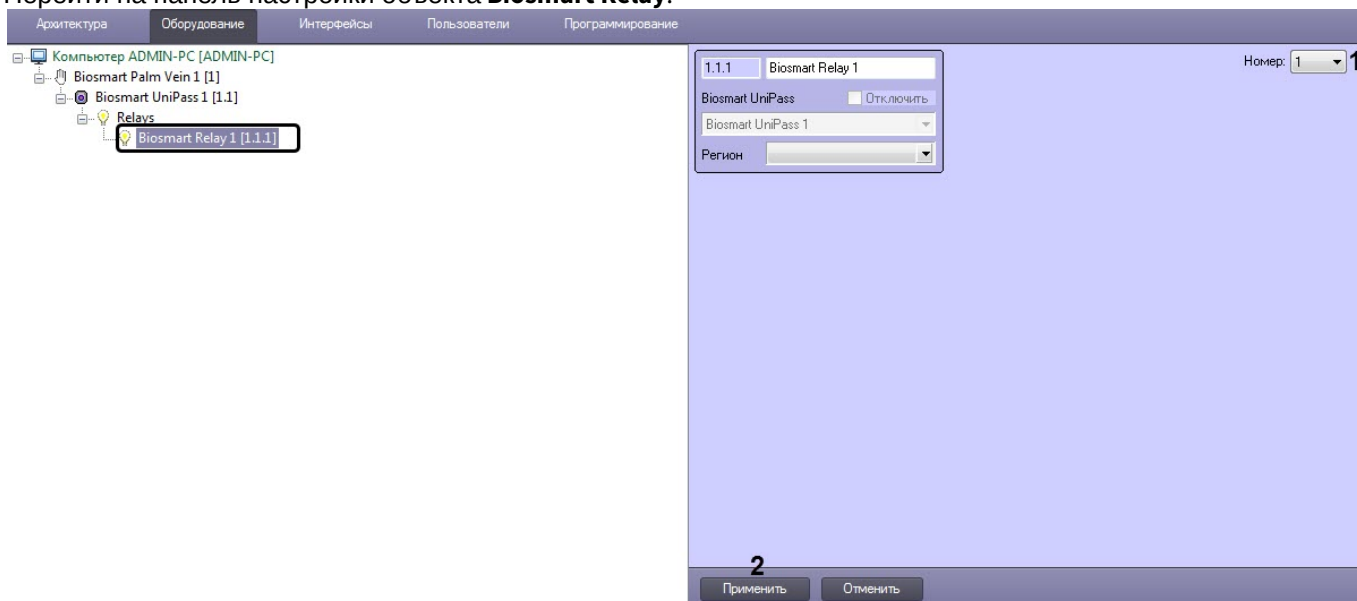 Перейти на панель настройки объекта Biosmart Relay.
Архитектура Оборудование Интерфейсы Пользователи Программирование
Компьютер ADMIN-PC [ADMIN-PC]
Biosmart Palm Vein 1 [1]
Biosmart UniPass 1 [1.1]
Relays
Biosmart Relay 1 [1.1.1]
1.1.1 Biosmart Relay 1
Biosmart UniPass Отключить
Biosmart UniPass 1
Регион
Номер: 1 1
2
Применить Отменить